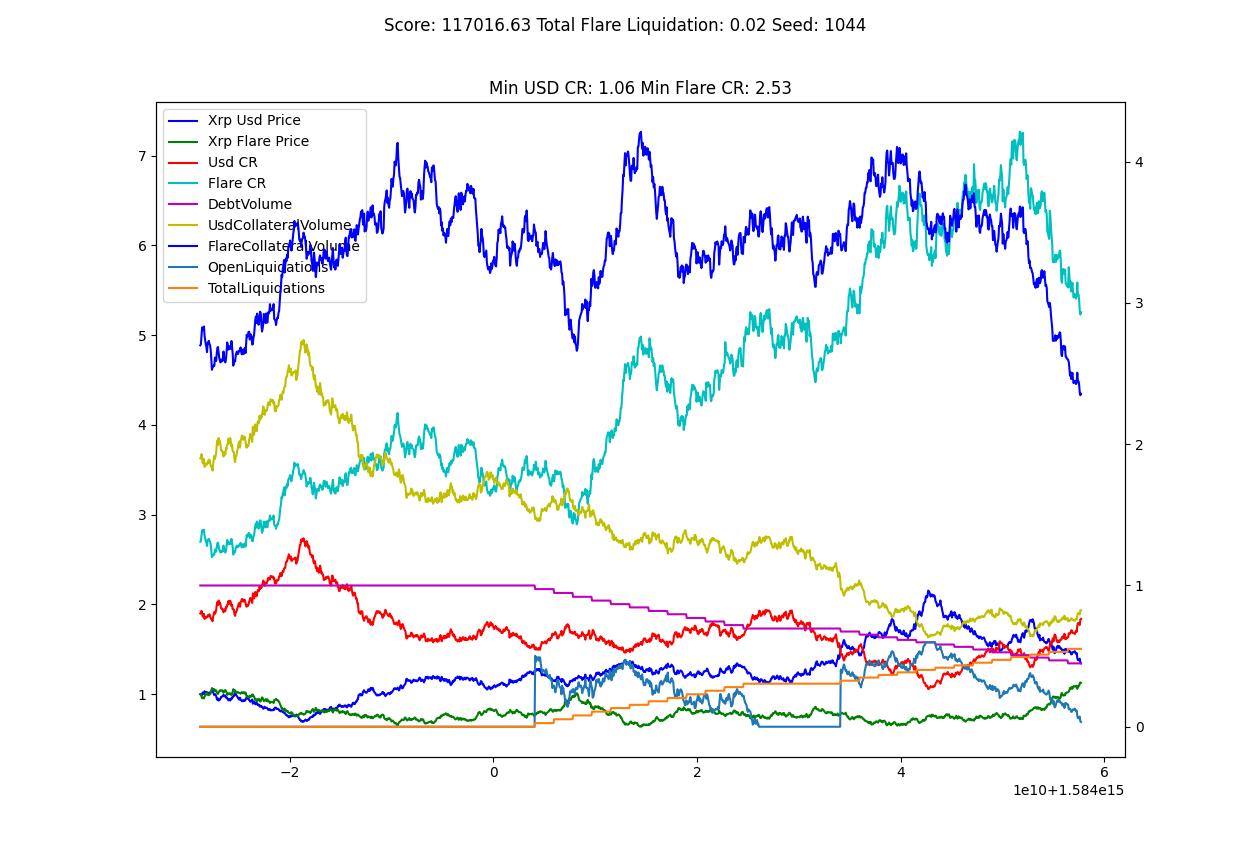 Score: 117016.63 Total Flare Liquidation: 0.02 Seed: 1044
Min USD CR: 1.06 Min Flare CR: 2.53
Xrp Usd Price
Xrp Flare Price
Usd CR
Flare CR
DebtVolume
UsdCollateralVolume
FlareCollateralVolume
OpenLiquidations
TotalLiquidations
7
6
5
4
3
2
1
4
3
2
1
0
−2
0
2
4
6
1e10+1.584e15